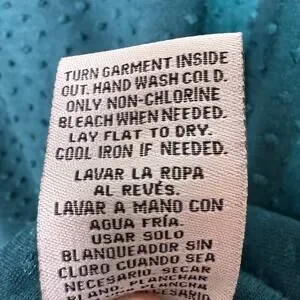 TURN GARMENT INSIDE
OUT. HAND WASH COLD.
ONLY NON-CHLORINE
BLEACH WHEN NEEDED.
LAY FLAT TO DRY.
COOL IRON IF NEEDED.
LAVAR LA ROPA
AL REVÉS.
LAVAR A MANO CON
AGUA FRÍA.
USAR SOLO
BLANQUEADOR SIN
CLORO CUANDO SEA
NECESARIO. SECAR
PLANO. PLANCHAR